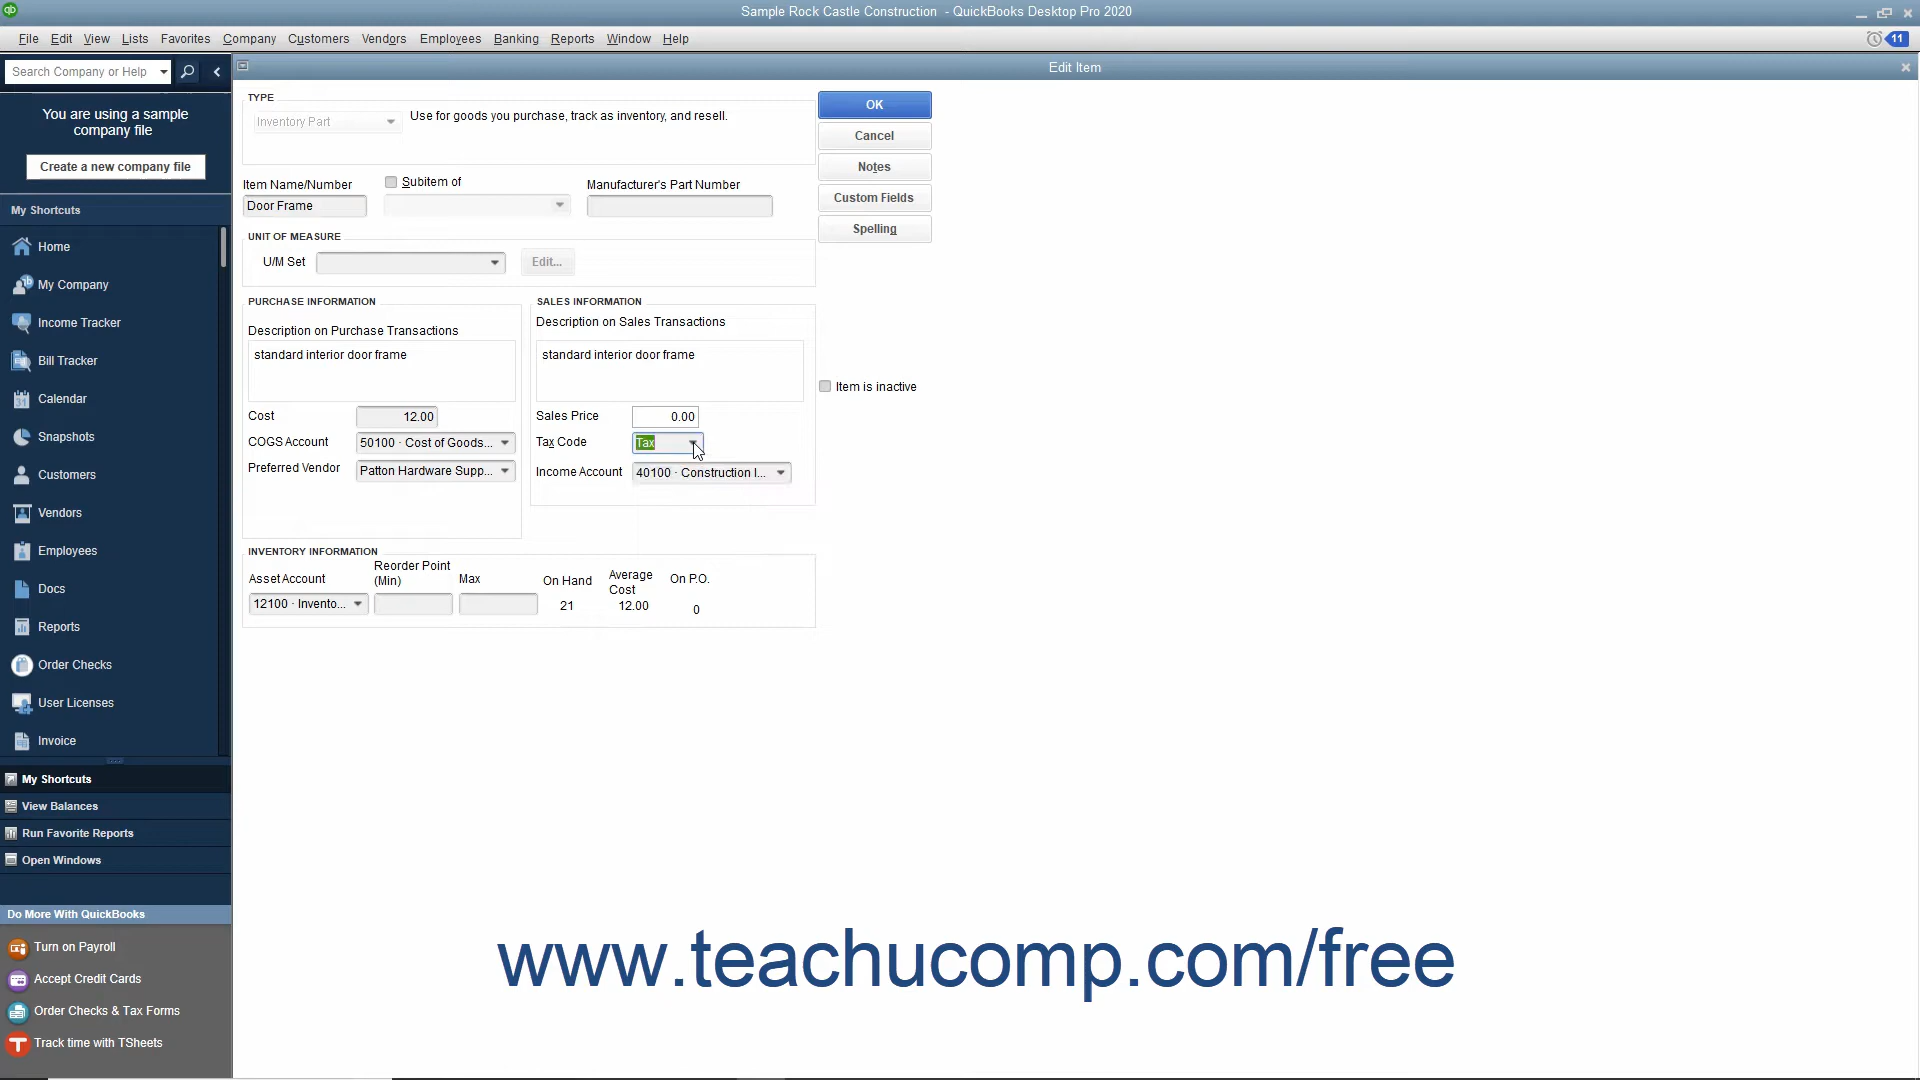 qb
Sample Rock Castle Construction - QuickBooks Desktop Pro 2020
File Edit View Lists Favorites Company Customers Vendors Employees Banking Reports Window Help
11
Search Company or Help
Edit Item
You are using a sample
company file
Create a new company file
My Shortcuts
Home
My Company
Income Tracker
Bill Tracker
Calendar
Snapshots
Customers
Vendors
Employees
Docs
Reports
Order Checks
User Licenses
Invoice
My Shortcuts
View Balances
Run Favorite Reports
Open Windows
Do More With QuickBooks
Turn on Payroll
Accept Credit Cards
Order Checks & Tax Forms
Track time with TSheets
TYPE
Inventory Part
Use for goods you purchase, track as inventory, and resell.
OK
Cancel
Notes
Custom Fields
Spelling
Item Name/Number
Subitem of
Manufacturer's Part Number
Door Frame
UNIT OF MEASURE
U/M Set
Edit...
PURCHASE INFORMATION
Description on Purchase Transactions
standard interior door frame
Cost 12.00
COGS Account 50100 · Cost of Goods...
Preferred Vendor Patton Hardware Supp...
SALES INFORMATION
Description on Sales Transactions
standard interior door frame
Sales Price 0.00
Tax Code Tax
Income Account 40100 · Construction I...
Item is inactive
INVENTORY INFORMATION
Asset Account
Reorder Point
(Min)
Max
On Hand
Average
Cost
On P.O.
12100 · Invento...
21
12.00
0
www.teachucomp.com/free